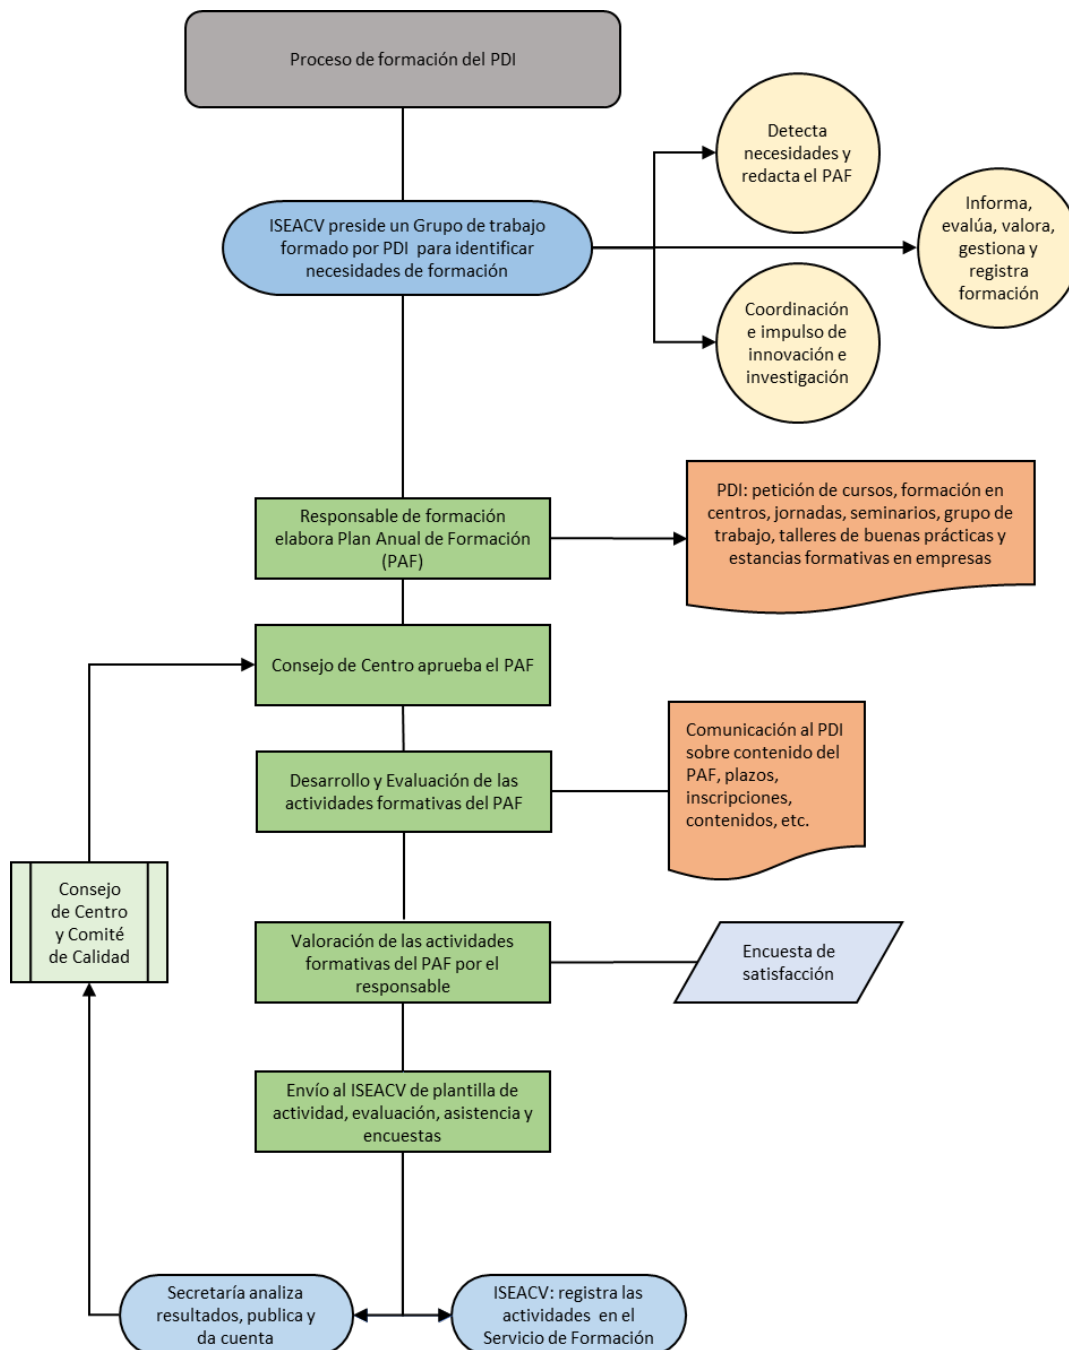 Proceso de formación del PDI
Detecta
necesidades y
redacta el PAF
ISEACV preside un Grupo de trabajo
formado por PDI para identificar
necesidades de formación
Informa,
evalúa, valora,
gestiona y
registra
formación
Coordinación
e impulso de
innovación e
investigación
Responsable de formación
elabora Plan Anual de Formación
(PAF)
PDI: petición de cursos, formación en
centros, jornadas, seminarios, grupo de
trabajo, talleres de buenas prácticas y
estancias formativas en empresas
Consejo de Centro aprueba el PAF
Desarrollo y Evaluación de las
actividades formativas del PAF
Comunicación al PDI
sobre contenido del
PAF, plazos,
inscripciones,
contenidos, etc.
Consejo
de Centro
y Comité
de Calidad
Valoración de las actividades
formativas del PAF por el
responsable
Encuesta de
satisfacción
Envío al ISEACV de plantilla de
actividad, evaluación, asistencia y
encuestas
Secretaría analiza
resultados, publica y
da cuenta
ISEACV: registra las
actividades en el
Servicio de Formación